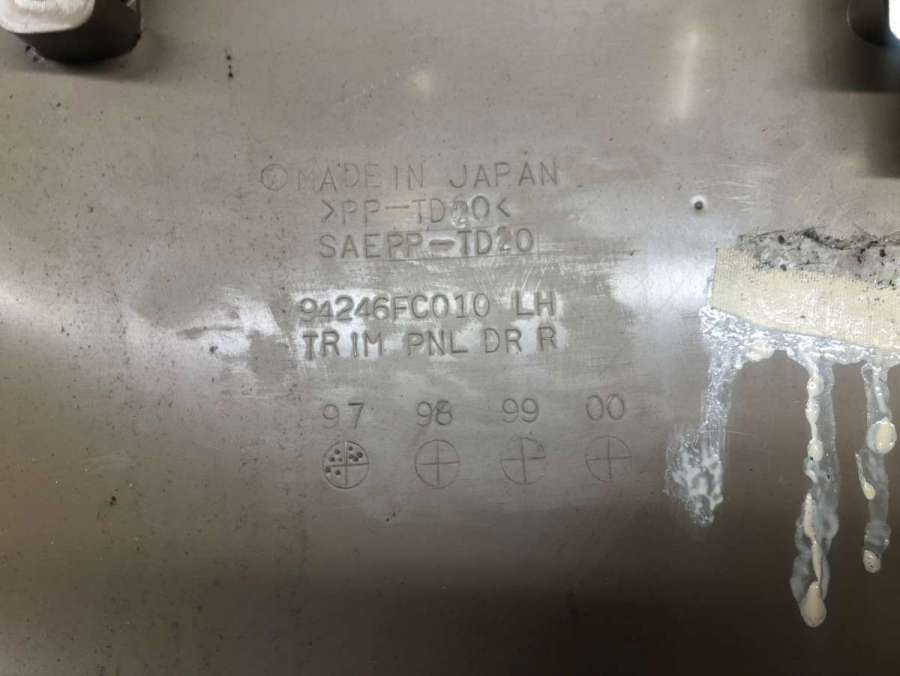 MADE IN JAPAN
>PP-TD20<
SAEPP-TD20
94246FC010 LH
TRIM PNL DR R
97 98 99 00